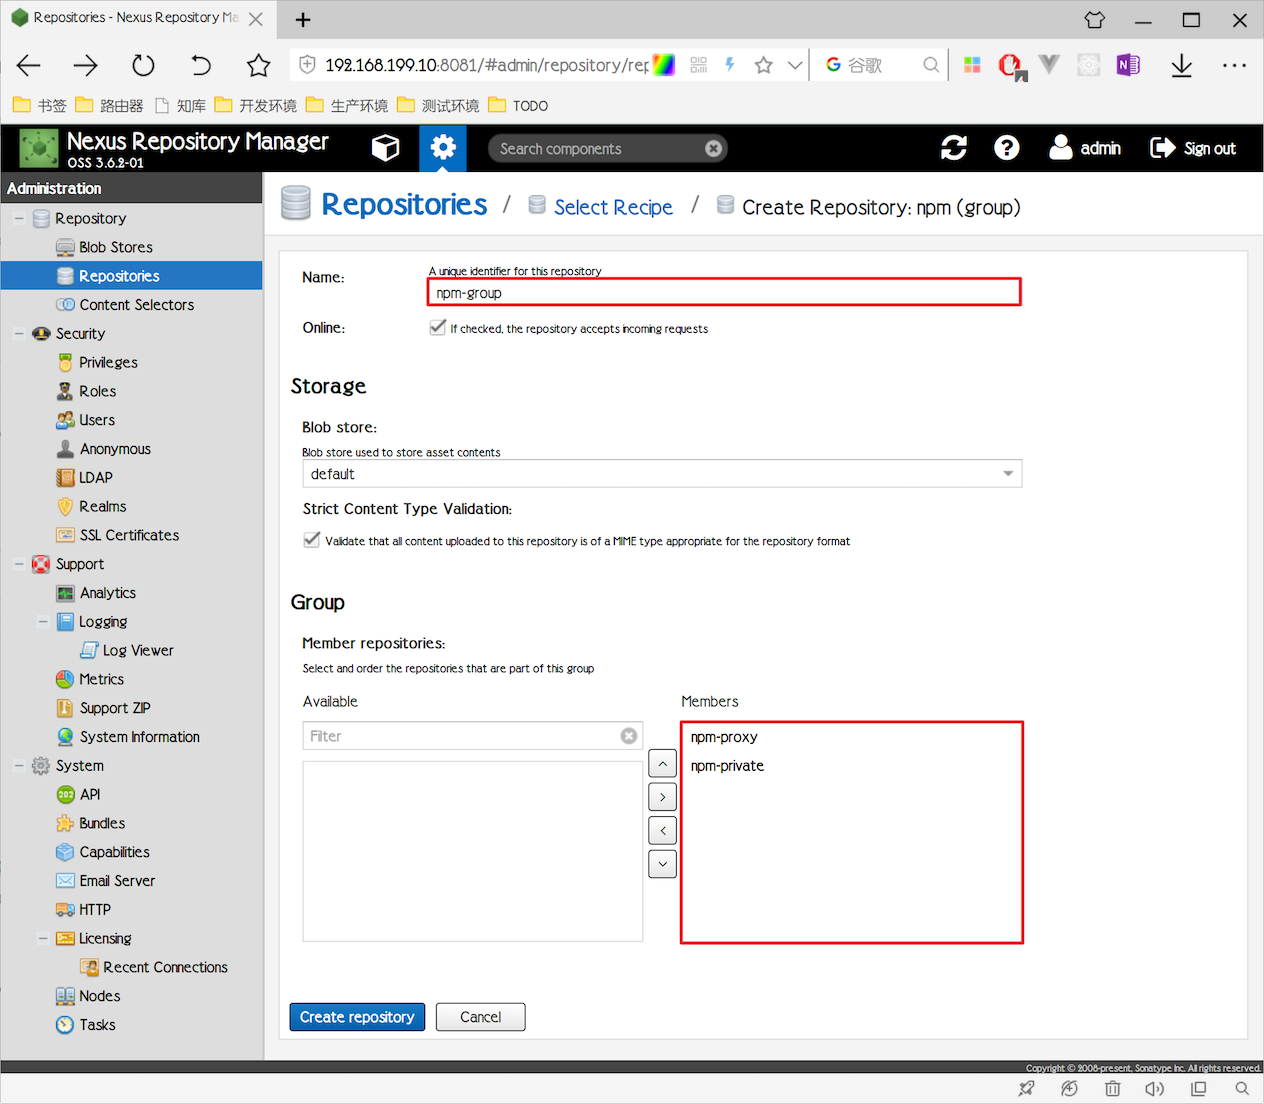 Repositories - Nexus Repository Ma
192.168.199.10:8081/#admin/repository/rep
谷歌
书签
路由器
知库
开发环境
生产环境
测试环境
TODO
Nexus Repository Manager
OSS 3.6.2-01
Search components
admin
Sign out
Administration
Repository
Blob Stores
Repositories
Content Selectors
Security
Privileges
Roles
Users
Anonymous
LDAP
Realms
SSL Certificates
Support
Analytics
Logging
Log Viewer
Metrics
Support ZIP
System Information
System
API
Bundles
Capabilities
Email Server
HTTP
Licensing
Recent Connections
Nodes
Tasks
Repositories / Select Recipe / Create Repository: npm (group)
Name:
A unique identifier for this repository
npm-group
Online:
If checked, the repository accepts incoming requests
Storage
Blob store:
Blob store used to store asset contents
default
Strict Content Type Validation:
Validate that all content uploaded to this repository is of a MIME type appropriate for the repository format
Group
Member repositories:
Select and order the repositories that are part of this group
Available
Filter
Members
npm-proxy
npm-private
Create repository
Cancel
Copyright © 2008-present, Sonatype Inc. All rights reserved.